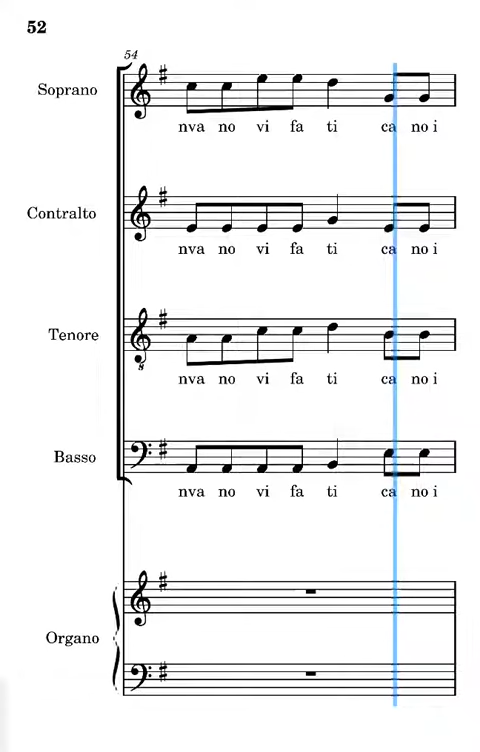 52
54
Soprano
nva no vi fa ti ca no i
Contralto
nva no vi fa ti ca no i
Tenore
8
nva no vi fa ti ca no i
Basso
nva no vi fa ti ca no i
Organo